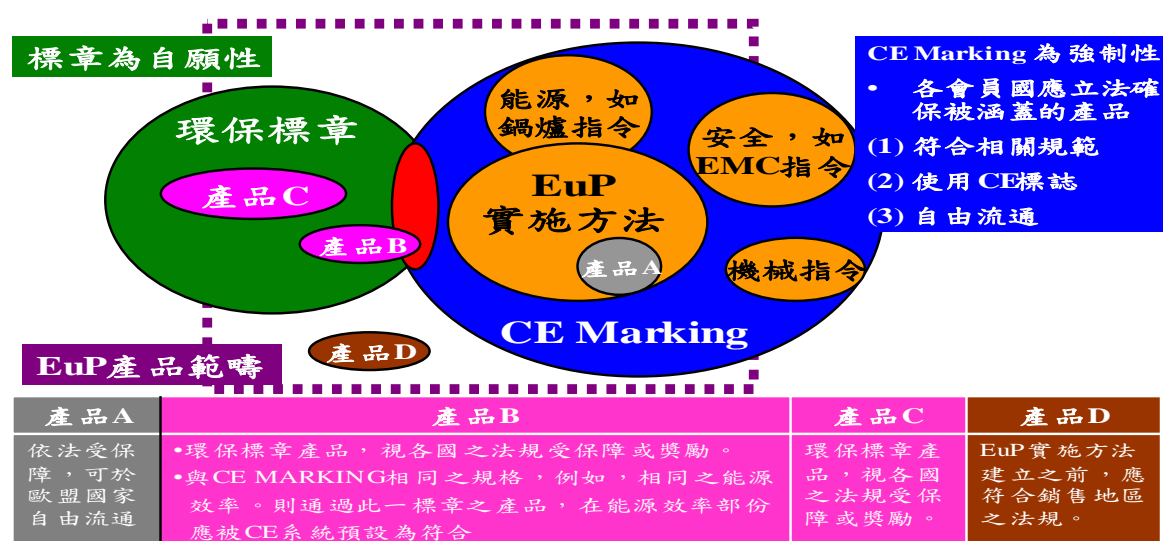 標章為自願性
環保標章
產品C
產品B
能源，如
鍋爐指令
安全，如
EMC指令
EuP
實施方法
產品A
機械指令
CE Marking
產品D
EuP產品範疇
CE Marking 為強制性
• 各會員國應立法確
保被涵蓋的產品
(1) 符合相關規範
(2) 使用CE標誌
(3) 自由流通
產品A
依法受保
障，可於
歐盟國家
自由流通
產品B
•環保標章產品，視各國之法規受保障或獎勵。
•與CE MARKING相同之規格，例如，相同之能源
效率。則通過此一標章之產品，在能源效率部份
應被CE系統預設為符合
產品C
環保標章產
品，視各國
之法規受保
障或獎勵。
產品D
EuP實施方法
建立之前，應
符合銷售地區
之法規。